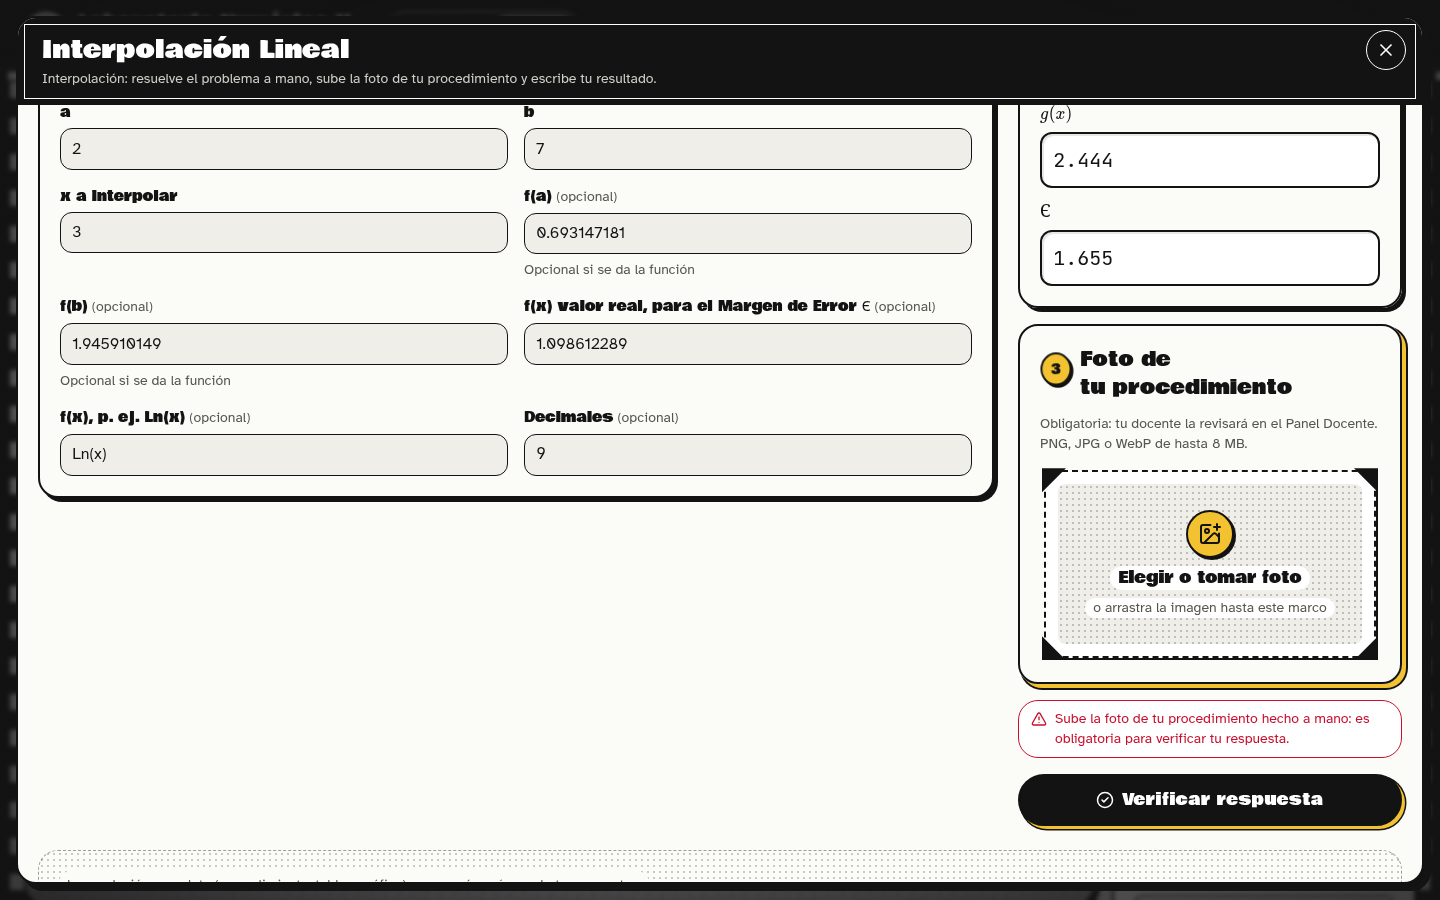 Interpolación Lineal
Interpolación: resuelve el problema a mano, sube la foto de tu procedimiento y escribe tu resultado.
a
2
b
7
x a Interpolar
3
f(a) (opcional)
0.693147181
Opcional si se da la función
f(b) (opcional)
1.945910149
Opcional si se da la función
f(x) valor real, para el Margen de Error Є (opcional)
1.098612289
f(x), p. ej. Ln(x) (opcional)
Ln(x)
Decimales (opcional)
9
g(x)
2.444
Є
1.655
3
Foto de
tu procedimiento
Obligatoria: tu docente la revisará en el Panel Docente.
PNG, JPG o WebP de hasta 8 MB.
Elegir o tomar foto
o arrastra la imagen hasta este marco
Sube la foto de tu procedimiento hecho a mano: es
obligatoria para verificar tu respuesta.
Verificar respuesta